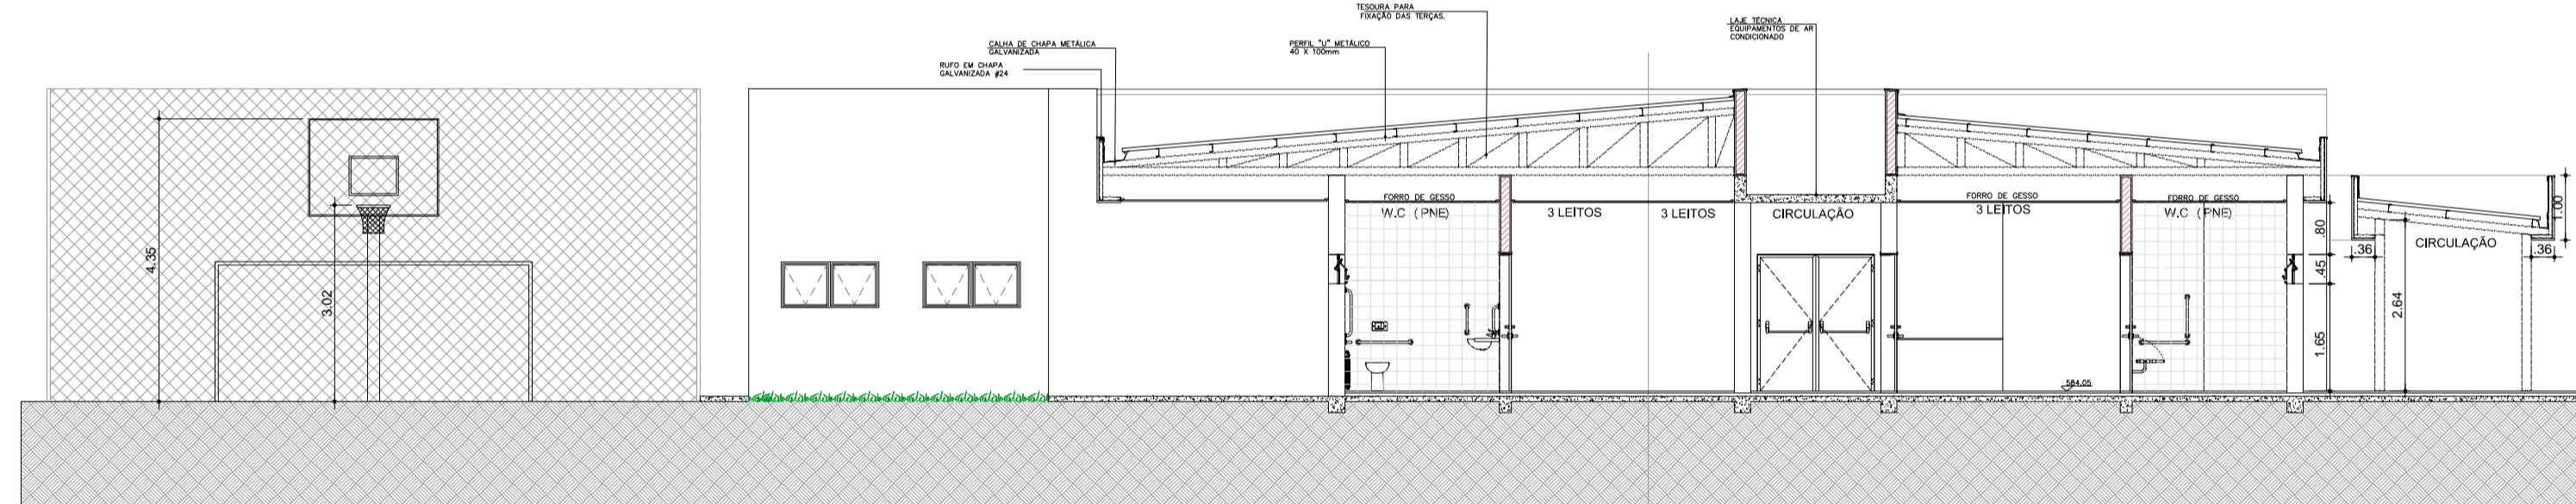 TESOURA PARA
FIXAÇÃO DAS TERÇAS.
LAJE TÉCNICA
EQUIPAMENTOS DE AR
CONDICIONADO
CALHA DE CHAPA METÁLICA
GALVANIZADA
PERFIL "U" METÁLICO
40 X 100mm
RUFO EM CHAPA
GALVANIZADA #24
FORRO DE GESSO
W.C (PNE)
3 LEITOS
3 LEITOS
CIRCULAÇÃO
FORRO DE GESSO
3 LEITOS
FORRO DE GESSO
W.C (PNE)
CIRCULAÇÃO
4.35
3.02
.80
.45
1.65
.36
2.64
.36
1.00
584.05